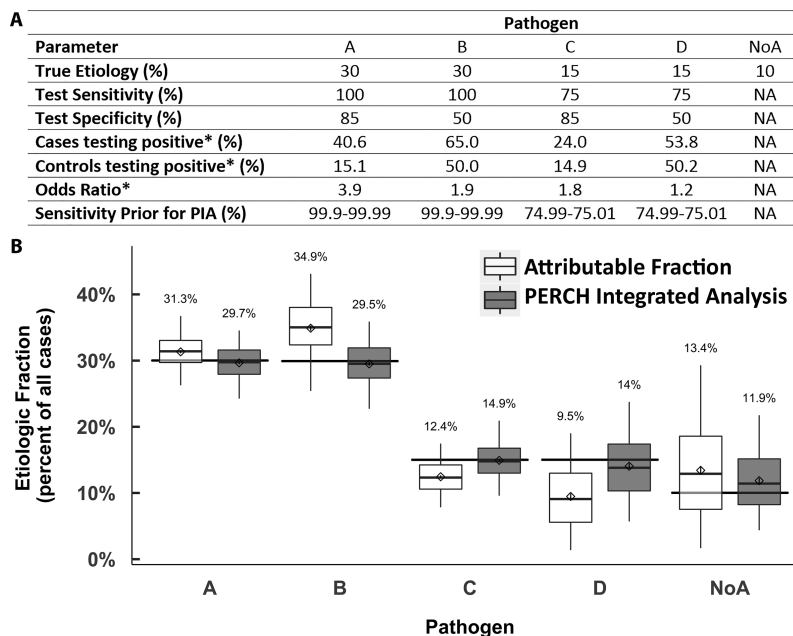 A
Pathogen
Parameter A B C D NoA
True Etiology (%) 30 30 15 15 10
Test Sensitivity (%) 100 100 75 75 NA
Test Specificity (%) 85 50 85 50 NA
Cases testing positive* (%) 40.6 65.0 24.0 53.8 NA
Controls testing positive* (%) 15.1 50.0 14.9 50.2 NA
Odds Ratio* 3.9 1.9 1.8 1.2 NA
Sensitivity Prior for PIA (%) 99.9-99.99 99.9-99.99 74.99-75.01 74.99-75.01 NA
B
Attributable Fraction
PERCH Integrated Analysis
Etiologic Fraction
(percent of all cases)
40%
30%
20%
10%
0%
31.3%
29.7%
34.9%
29.5%
12.4%
14.9%
9.5%
14%
13.4%
11.9%
A B C D NoA
Pathogen